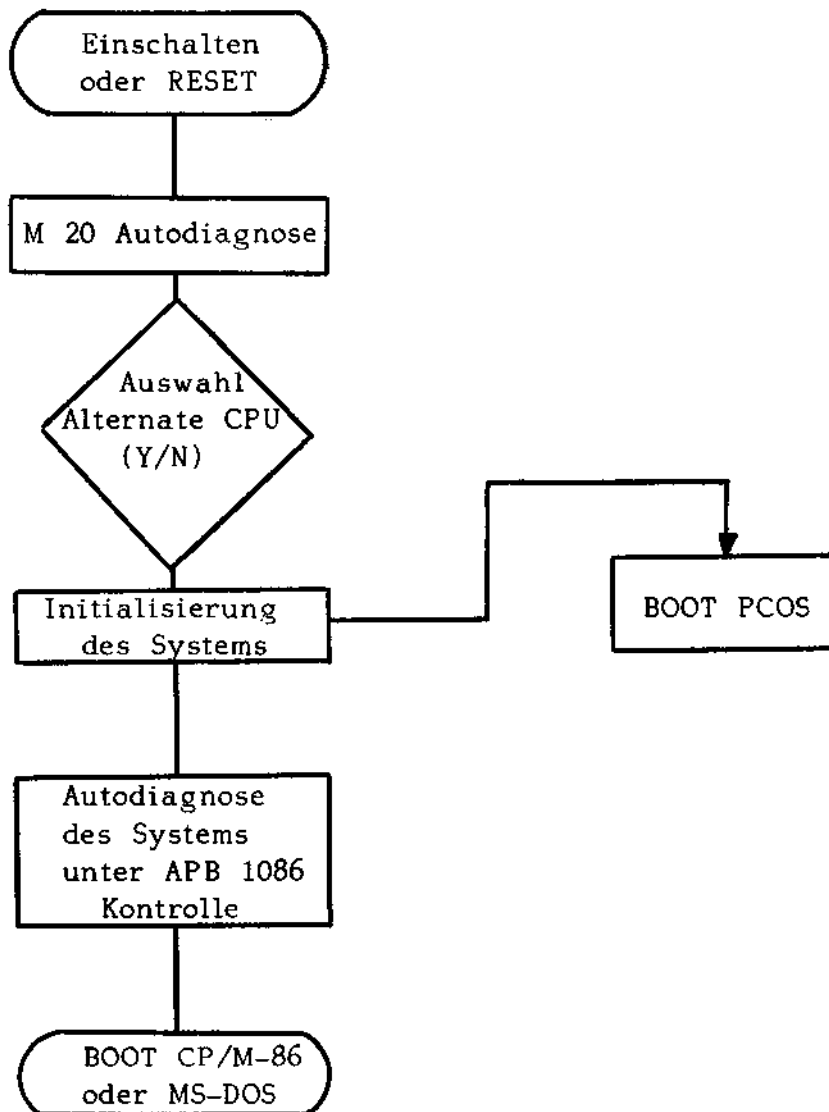 Einschalten
oder RESET
M 20 Autodiagnose
Auswahl
Alternate CPU
(Y/N)
Initialisierung
des Systems
BOOT PCOS
Autodiagnose
des Systems
unter APB 1086
Kontrolle
BOOT CP/M-86
oder MS-DOS